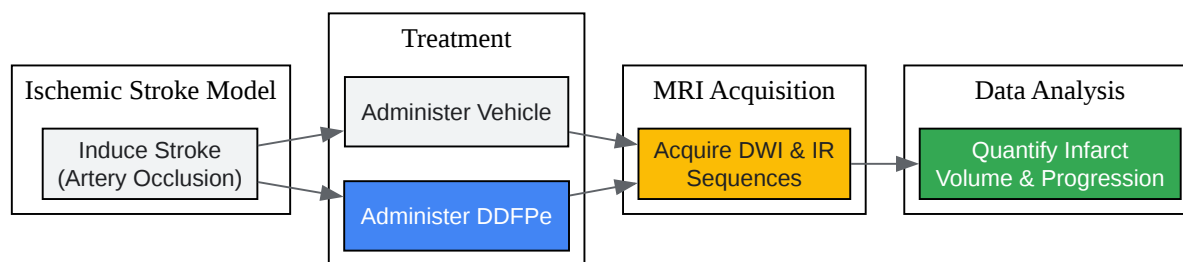 Ischemic Stroke Model
Induce Stroke
(Artery Occlusion)
Treatment
Administer Vehicle
Administer DDFPe
MRI Acquisition
Acquire DWI & IR
Sequences
Data Analysis
Quantify Infarct
Volume & Progression